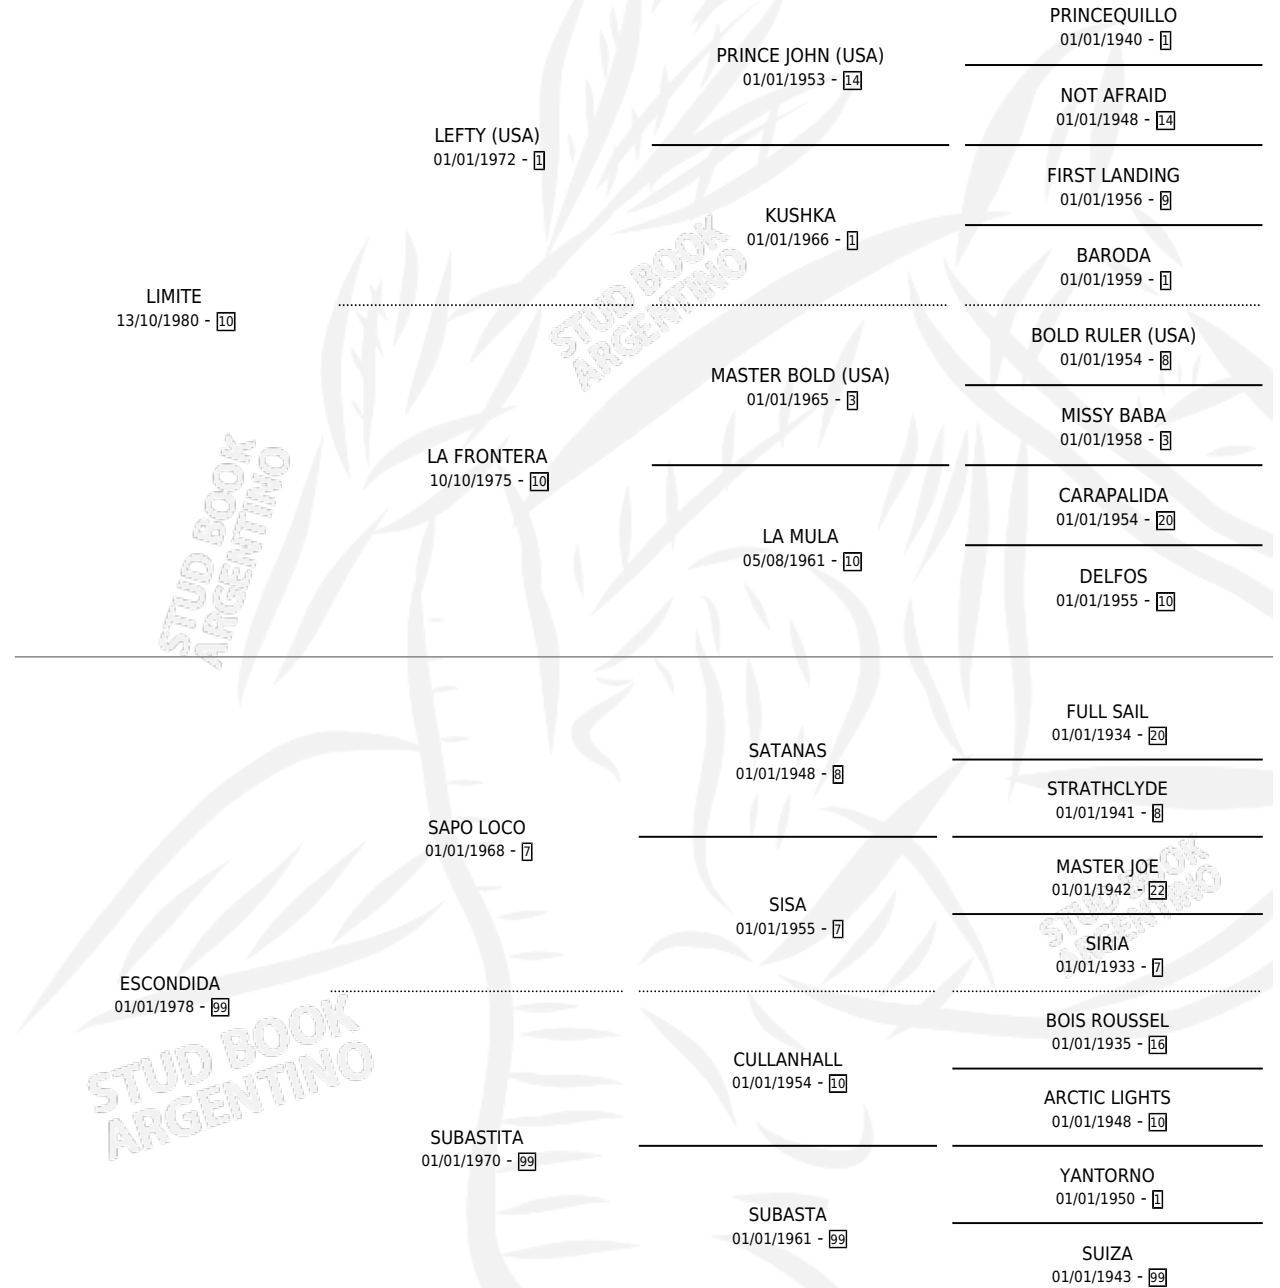 PRINCEQUILLO
01/01/1940 - 1
PRINCE JOHN (USA)
01/01/1953 - 14
NOT AFRAID
01/01/1948 - 14
LEFTY (USA)
01/01/1972 - 1
FIRST LANDING
01/01/1956 - 9
KUSHKA
01/01/1966 - 1
BARODA
01/01/1959 - 1
LIMITE
13/10/1980 - 10
STUD BOOK
ARGENTINO
BOLD RULER (USA)
01/01/1954 - 8
MASTER BOLD (USA)
01/01/1965 - 3
MISSY BABA
01/01/1958 - 3
LA FRONTERA
10/10/1975 - 10
CARAPALIDA
01/01/1954 - 20
LA MULA
05/08/1961 - 10
DELFOS
01/01/1955 - 10
STUD BOOK
ARGENTINO
FULL SAIL
01/01/1934 - 20
SATANAS
01/01/1948 - 8
STRATHCLYDE
01/01/1941 - 8
SAPO LOCO
01/01/1968 - 7
MASTER JOE
01/01/1942 - 22
SISA
01/01/1955 - 7
STUD BOOK
ARGENTINO
SIRIA
01/01/1933 - 7
ESCONDIDA
01/01/1978 - 99
BOIS ROUSSEL
01/01/1935 - 16
CULLANHALL
01/01/1954 - 10
ARCTIC LIGHTS
01/01/1948 - 10
STUD BOOK
ARGENTINO
SUBASTITA
01/01/1970 - 99
YANTORNO
01/01/1950 - 1
SUBASTA
01/01/1961 - 99
SUIZA
01/01/1943 - 99